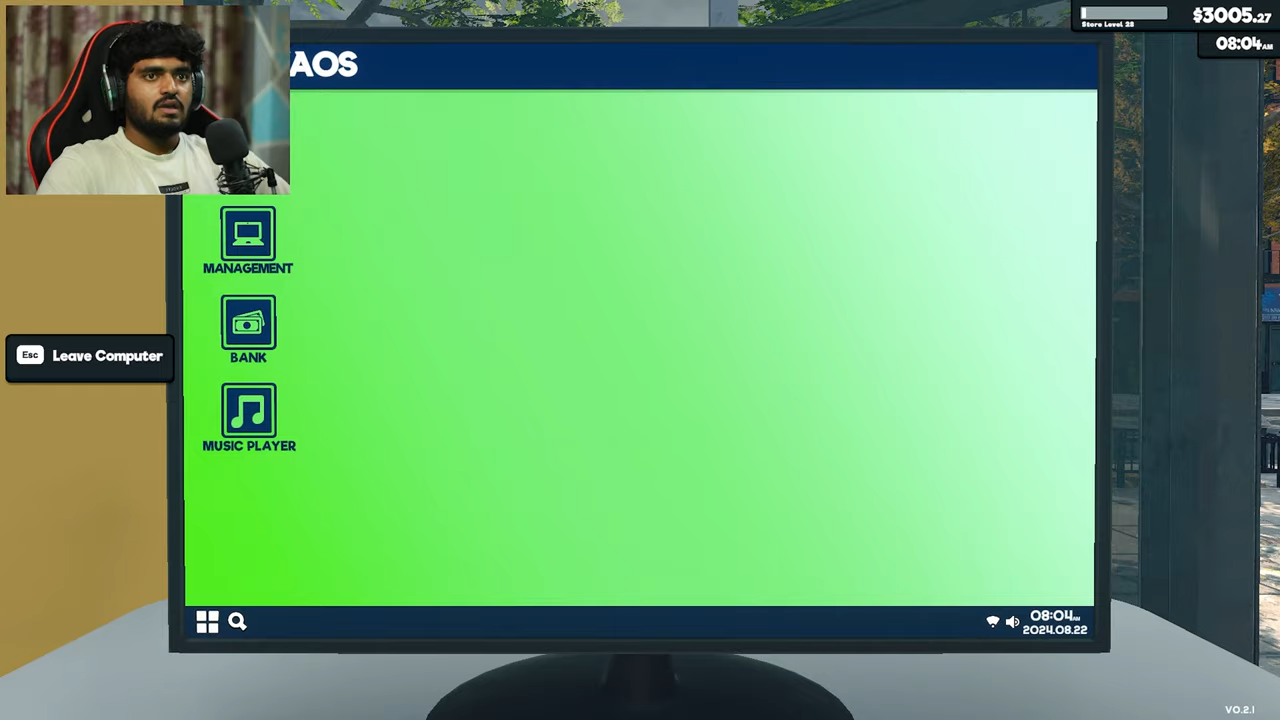 $3005.27
Store Level 28
08:04AM
AOS
MANAGEMENT
BANK
MUSIC PLAYER
Esc Leave Computer
08:04AM
2024.08.22
V0.2.1